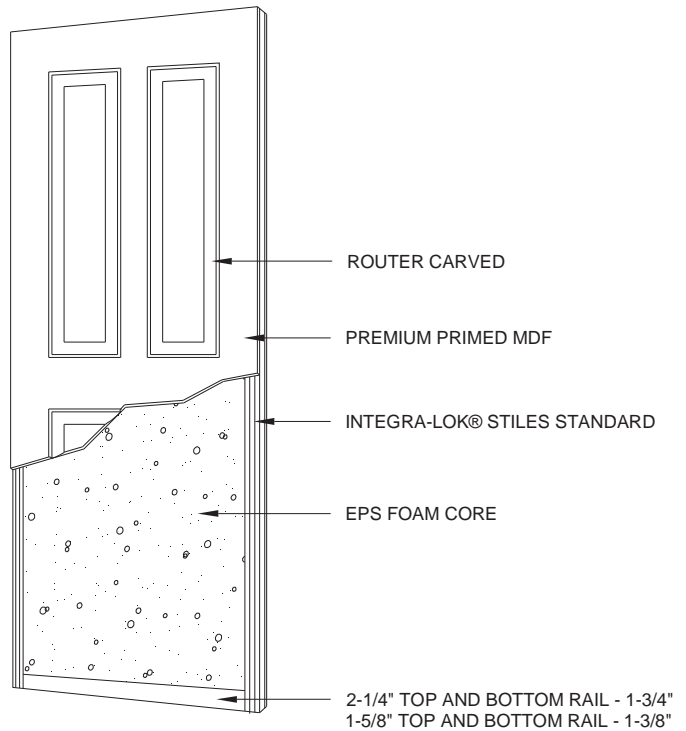 ROUTER CARVED
PREMIUM PRIMED MDF
INTEGRA-LOK® STILES STANDARD
EPS FOAM CORE
2-1/4" TOP AND BOTTOM RAIL - 1-3/4"
1-5/8" TOP AND BOTTOM RAIL - 1-3/8"